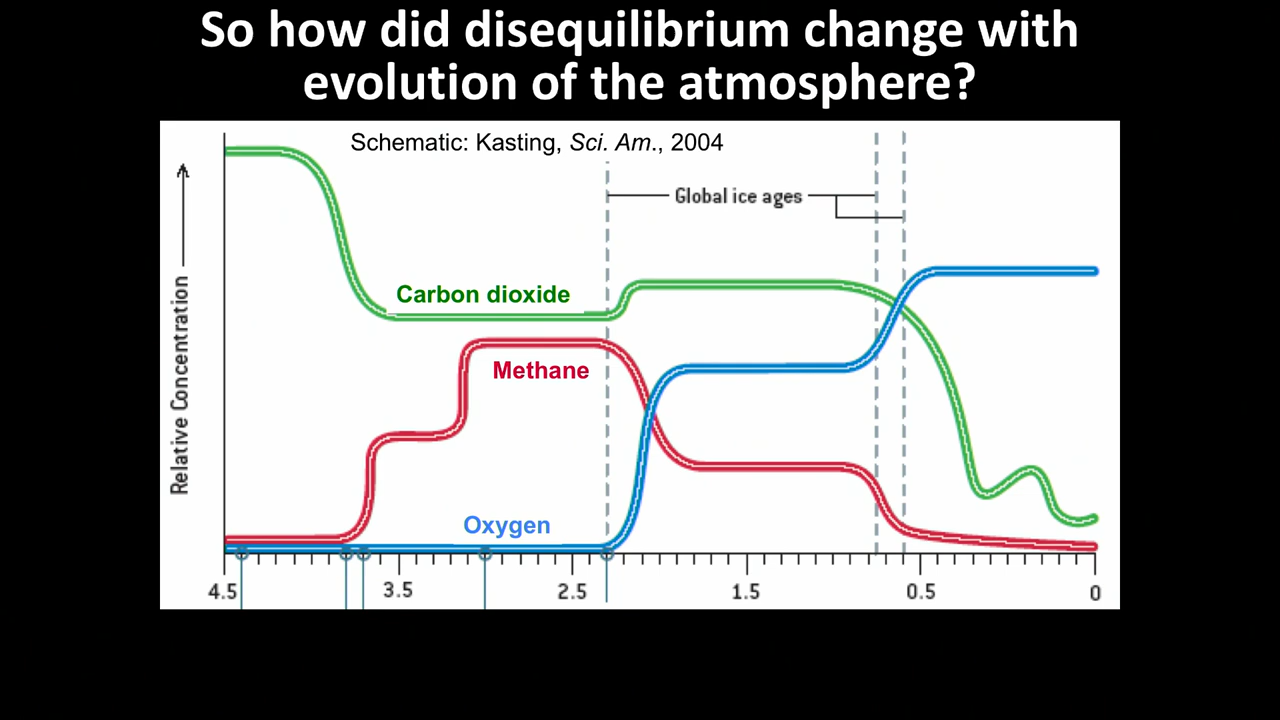 So how did disequilibrium change with
evolution of the atmosphere?
Schematic: Kasting, Sci. Am., 2004
Global ice ages
Relative Concentration
Carbon dioxide
Methane
Oxygen
4.5 3.5 2.5 1.5 0.5 0